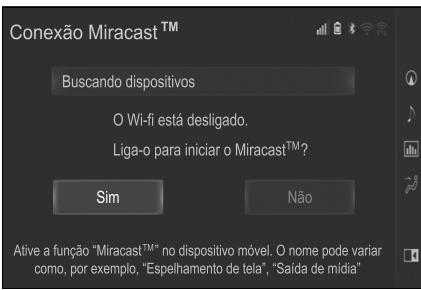 Conexão Miracast™
Buscando dispositivos
O Wi-fi está desligado.
Liga-o para iniciar o Miracast™?
Sim
Não
Ative a função “Miracast™” no dispositivo móvel. O nome pode variar
como, por exemplo, “Espelhamento de tela”, “Saída de mídia”